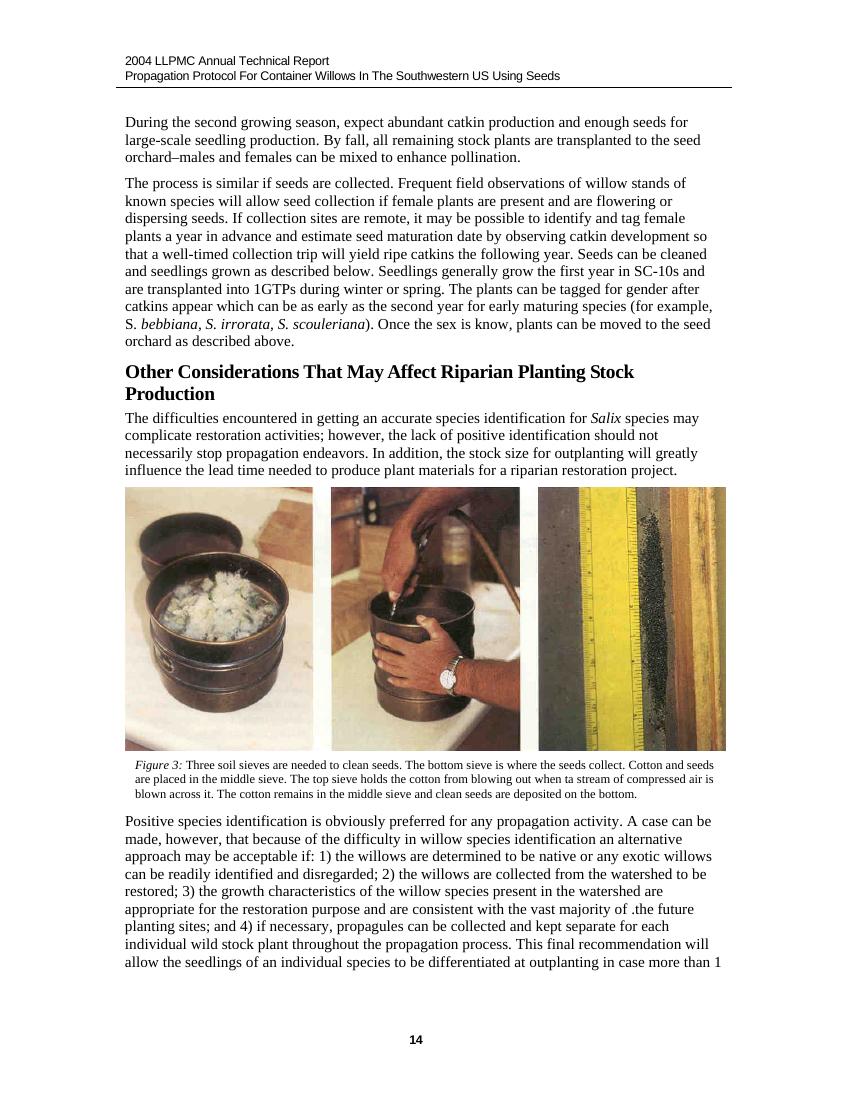 2004 LLPMC Annual Technical Report
Propagation Protocol For Container Willows In The Southwestern US Using Seeds
During the second growing season, expect abundant catkin production and enough seeds for
large-scale seedling production. By fall, all remaining stock plants are transplanted to the seed
orchard–males and females can be mixed to enhance pollination.
The process is similar if seeds are collected. Frequent field observations of willow stands of
known species will allow seed collection if female plants are present and are flowering or
dispersing seeds. If collection sites are remote, it may be possible to identify and tag female
plants a year in advance and estimate seed maturation date by observing catkin development so
that a well-timed collection trip will yield ripe catkins the following year. Seeds can be cleaned
and seedlings grown as described below. Seedlings generally grow the first year in SC-10s and
are transplanted into 1GTPs during winter or spring. The plants can be tagged for gender after
catkins appear which can be as early as the second year for early maturing species (for example,
S. bebbiana, S. irrorata, S. scouleriana). Once the sex is know, plants can be moved to the seed
orchard as described above.
Other Considerations That May Affect Riparian Planting Stock
Production
The difficulties encountered in getting an accurate species identification for Salix species may
complicate restoration activities; however, the lack of positive identification should not
necessarily stop propagation endeavors. In addition, the stock size for outplanting will greatly
influence the lead time needed to produce plant materials for a riparian restoration project.
Figure 3: Three soil sieves are needed to clean seeds. The bottom sieve is where the seeds collect. Cotton and seeds
are placed in the middle sieve. The top sieve holds the cotton from blowing out when ta stream of compressed air is
blown across it. The cotton remains in the middle sieve and clean seeds are deposited on the bottom.
Positive species identification is obviously preferred for any propagation activity. A case can be
made, however, that because of the difficulty in willow species identification an alternative
approach may be acceptable if: 1) the willows are determined to be native or any exotic willows
can be readily identified and disregarded; 2) the willows are collected from the watershed to be
restored; 3) the growth characteristics of the willow species present in the watershed are
appropriate for the restoration purpose and are consistent with the vast majority of .the future
planting sites; and 4) if necessary, propagules can be collected and kept separate for each
individual wild stock plant throughout the propagation process. This final recommendation will
allow the seedlings of an individual species to be differentiated at outplanting in case more than 1
14